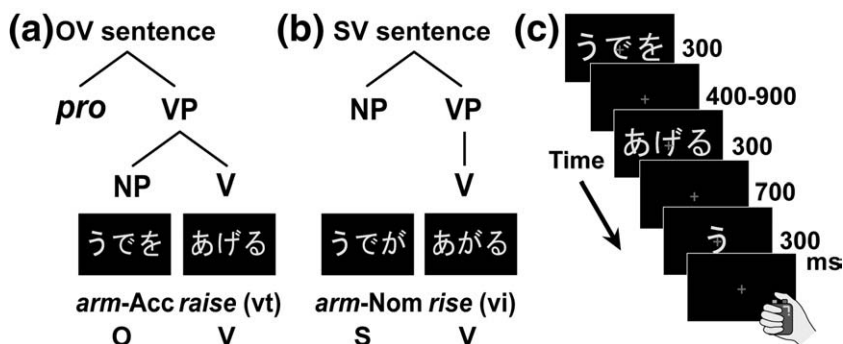 (a) OV sentence
pro VP
NP V
うでを あげる
arm-Acc raise (vt)
O V
(b) SV sentence
NP VP
V
うでが あがる
arm-Nom rise (vi)
S V
(c)
うでを 300
400-900
あげる 300
Time
700
う 300
ms